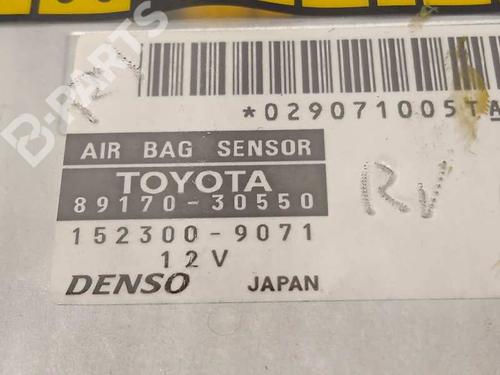 B-PARTS
*029071005TA
AIR BAG SENSOR
TOYOTA
89170-30550
152300-9071
12V
DENSO JAPAN